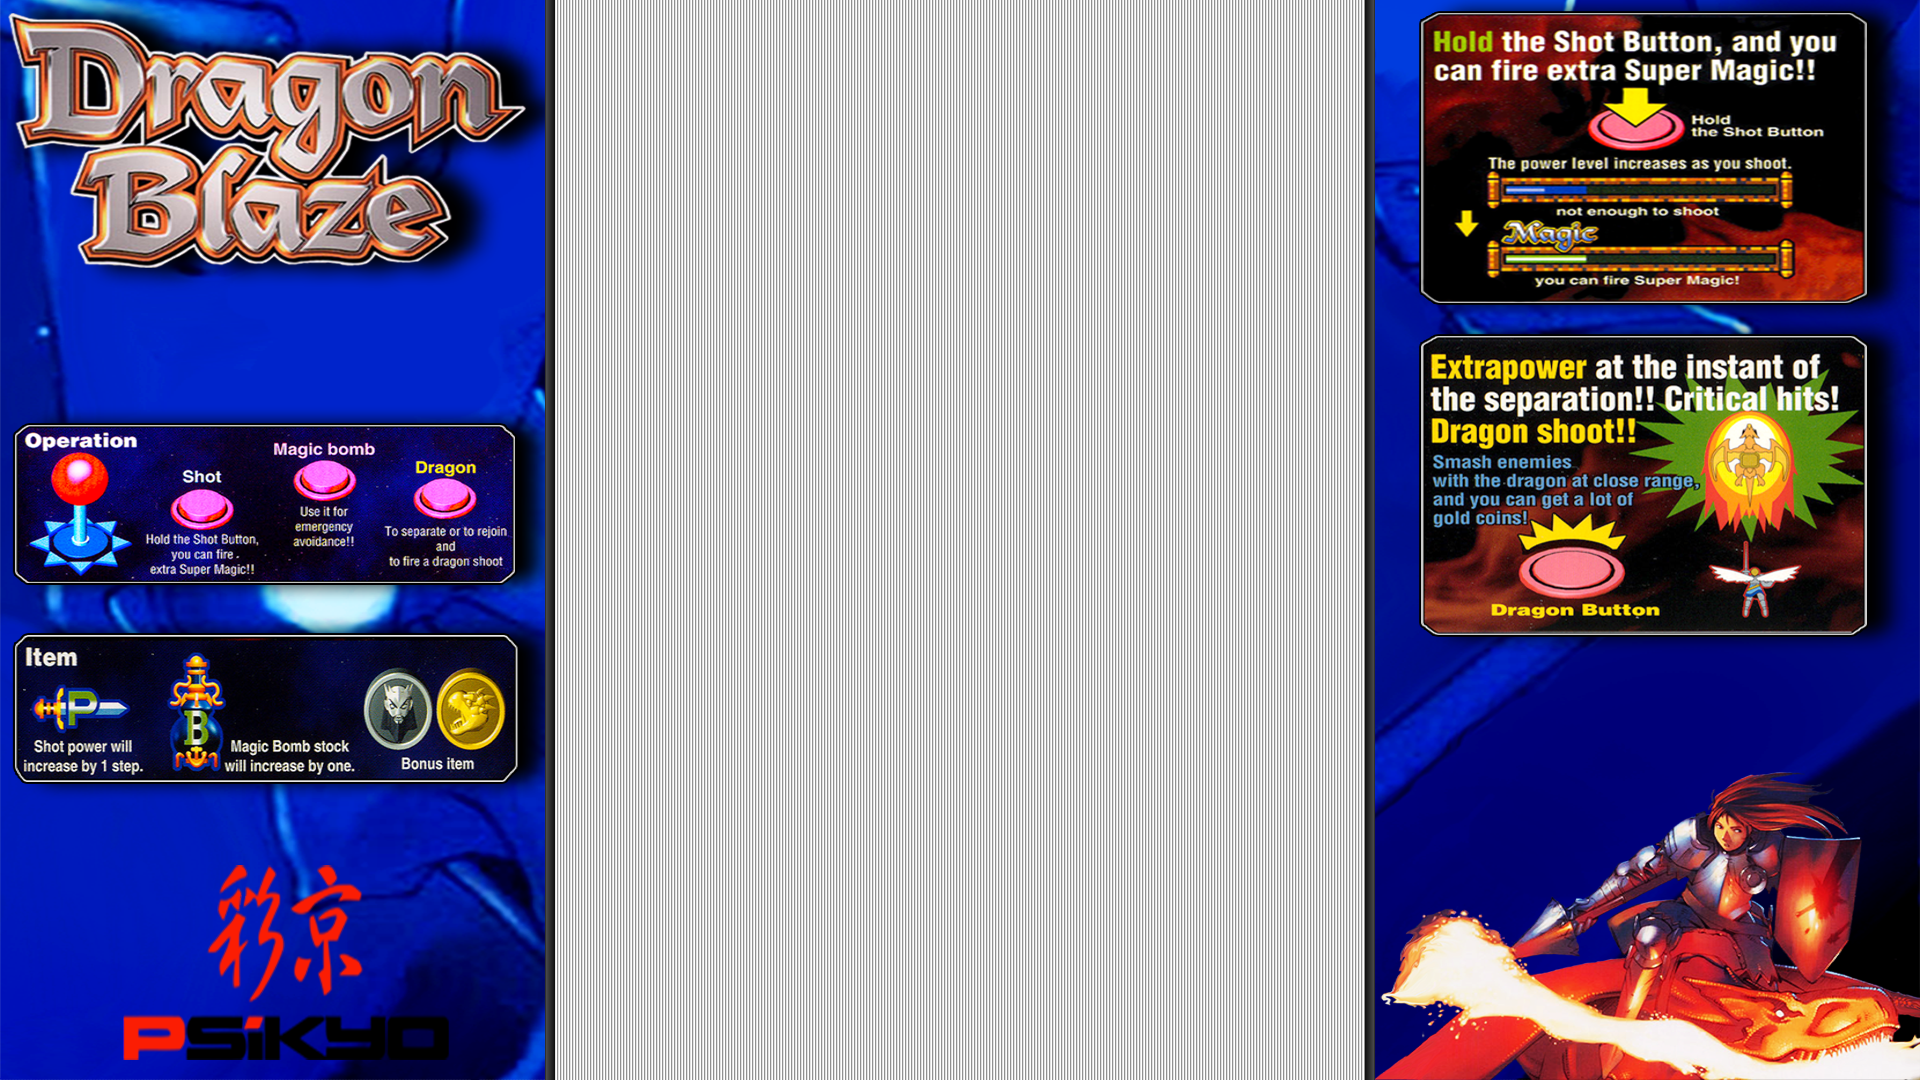 Dragon
Blaze
Operation
Shot
Hold the Shot Button,
you can fire
extra Super Magic!!
Magic bomb
Use it for
emergency
avoidance!!
Dragon
To separate or to rejoin
and
to fire a dragon shoot
Item
P
Shot power will
increase by 1 step.
B
Magic Bomb stock
will increase by one.
Bonus item
彩京
PSiKYO
Hold the Shot Button, and you
can fire extra Super Magic!!
Hold
the Shot Button
The power level increases as you shoot.
not enough to shoot
Magic
you can fire Super Magic!
Extrapower at the instant of
the separation!! Critical hits!
Dragon shoot!!
Smash enemies
with the dragon at close range,
and you can get a lot of
gold coins!
Dragon Button